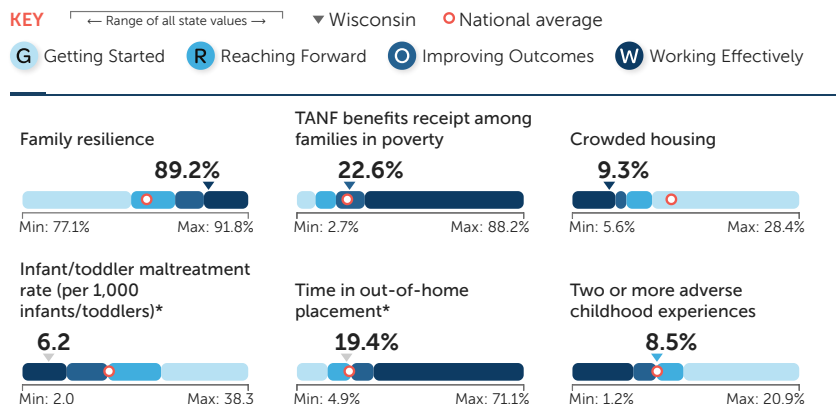 KEY
← Range of all state values →
Wisconsin
National average
G Getting Started
R Reaching Forward
O Improving Outcomes
W Working Effectively
Family resilience
89.2%
Min: 77.1% Max: 91.8%
TANF benefits receipt among
families in poverty
22.6%
Min: 2.7% Max: 88.2%
Crowded housing
9.3%
Min: 5.6% Max: 28.4%
Infant/toddler maltreatment
rate (per 1,000
infants/toddlers)*
6.2
Min: 2.0 Max: 38.3
Time in out-of-home
placement*
19.4%
Min: 4.9% Max: 71.1%
Two or more adverse
childhood experiences
8.5%
Min: 1.2% Max: 20.9%